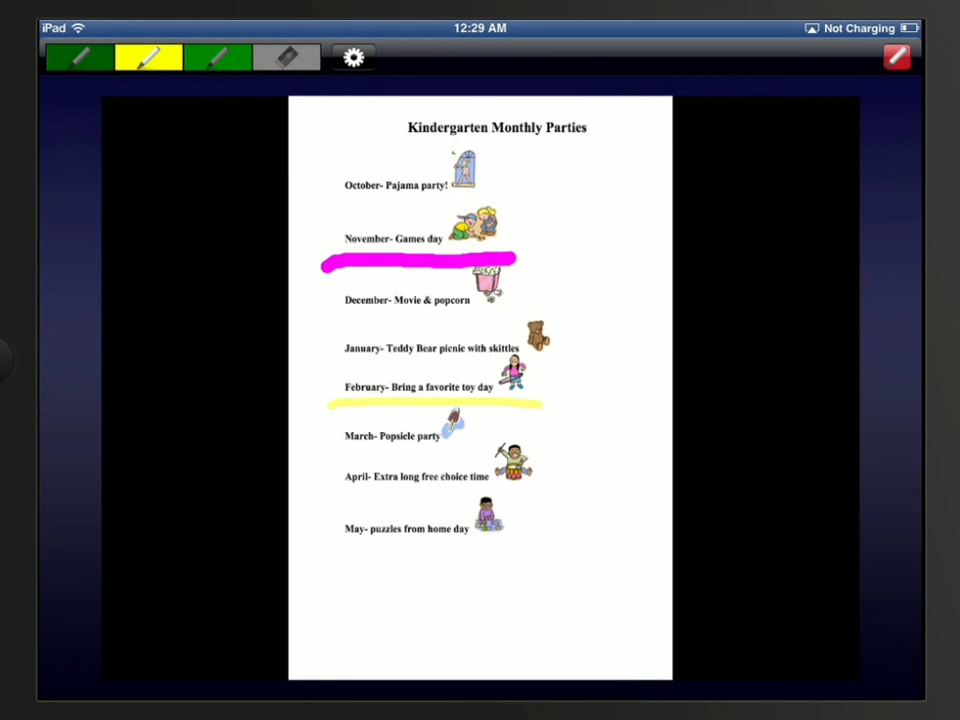 iPad 12:29 AM Not Charging
Kindergarten Monthly Parties
October- Pajama party!
November- Games day
December- Movie & popcorn
January- Teddy Bear picnic with skittles
February- Bring a favorite toy day
March- Popsicle party
April- Extra long free choice time
May- puzzles from home day